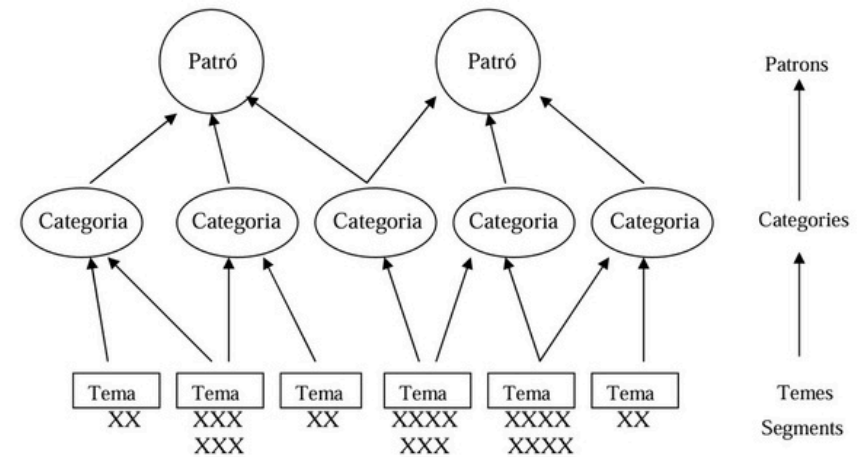 Patró Patró Patrons
Categoria Categoria Categoria Categoria Categoria Categories
Tema Tema Tema Tema Tema Tema Temes
XX XXX XX XXXX XXXX XX
Segments
XXX XXX XXXX